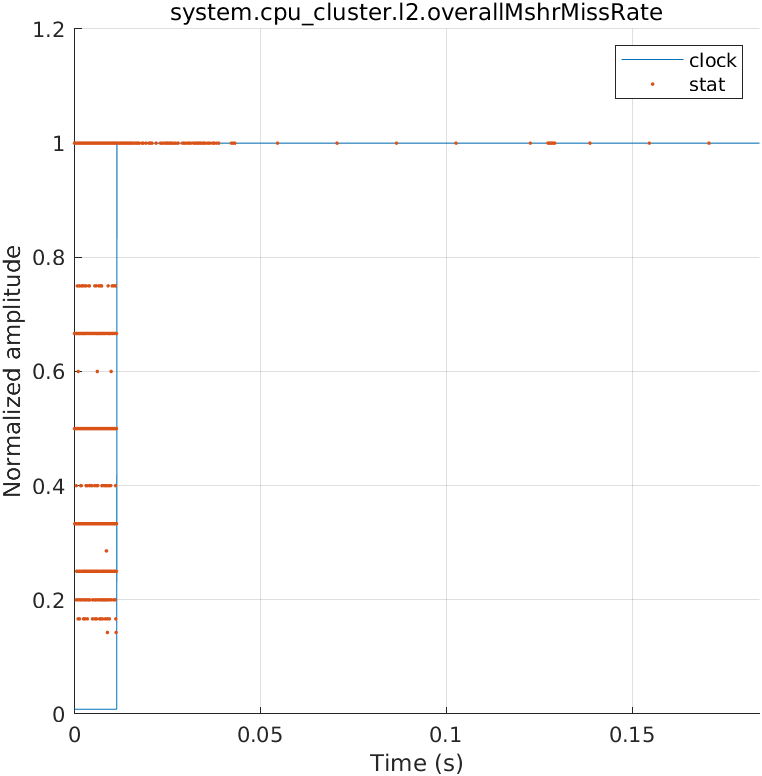 system.cpu_cluster.l2.overallMshrMissRate
clock
stat
Normalized amplitude
1.2
1
0.8
0.6
0.4
0.2
0
0
0.05
0.1
0.15
Time (s)